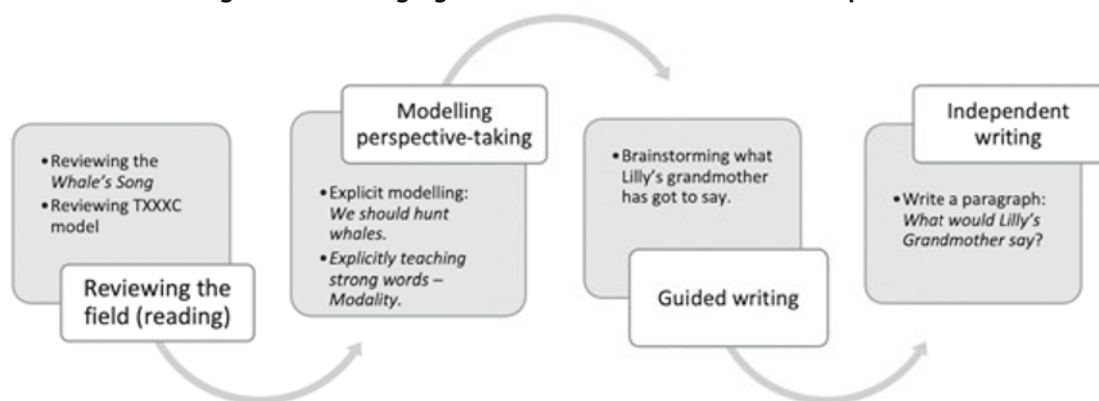 • Reviewing the
Whale's Song
• Reviewing TXXXC
model
Reviewing the
field (reading)
Modelling
perspective-taking
• Explicit modelling:
We should hunt
whales.
• Explicitly teaching
strong words –
Modality.
• Brainstorming what
Lilly's grandmother
has got to say.
Guided writing
Independent
writing
• Write a paragraph:
What would Lilly's
Grandmother say?